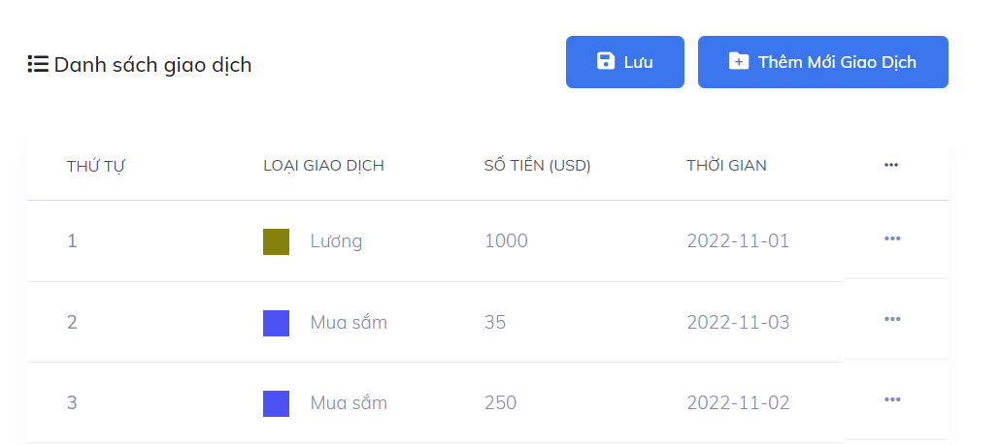 Danh sách giao dịch
Lưu
Thêm Mới Giao Dịch
THỨ TỰ LOẠI GIAO DỊCH SỐ TIỀN (USD) THỜI GIAN •••
1 Lương 1000 2022-11-01 •••
2 Mua sắm 35 2022-11-03 •••
3 Mua sắm 250 2022-11-02 •••